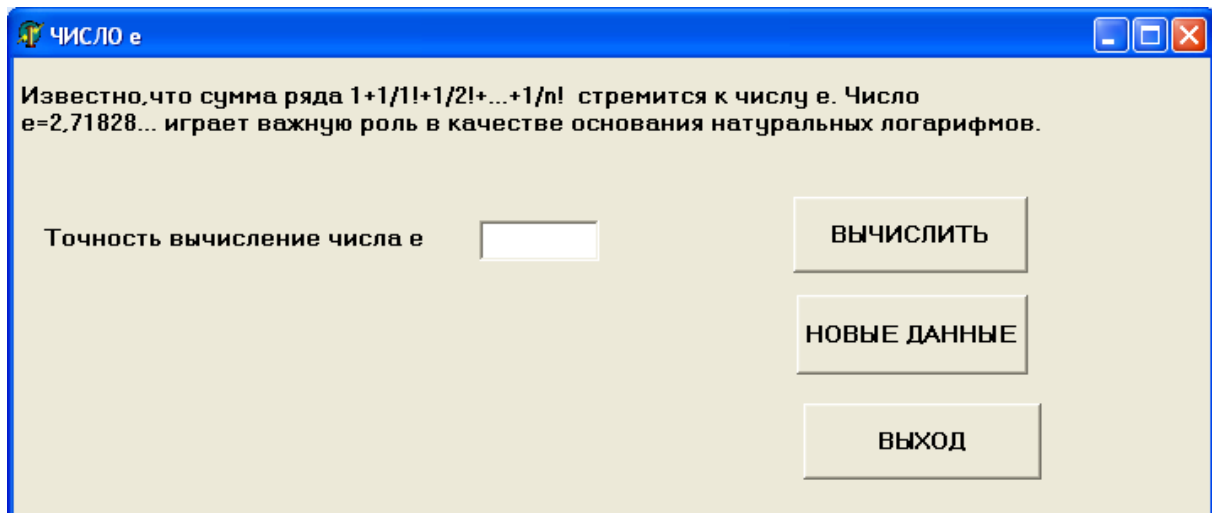 ЧИСЛО е
Известно,что сумма ряда 1+1/1!+1/2!+...+1/n!  стремится к числу е. Число
е=2,71828... играет важную роль в качестве основания натуральных логарифмов.
Точность вычисление числа е
ВЫЧИСЛИТЬ
НОВЫЕ ДАННЫЕ
ВЫХОД